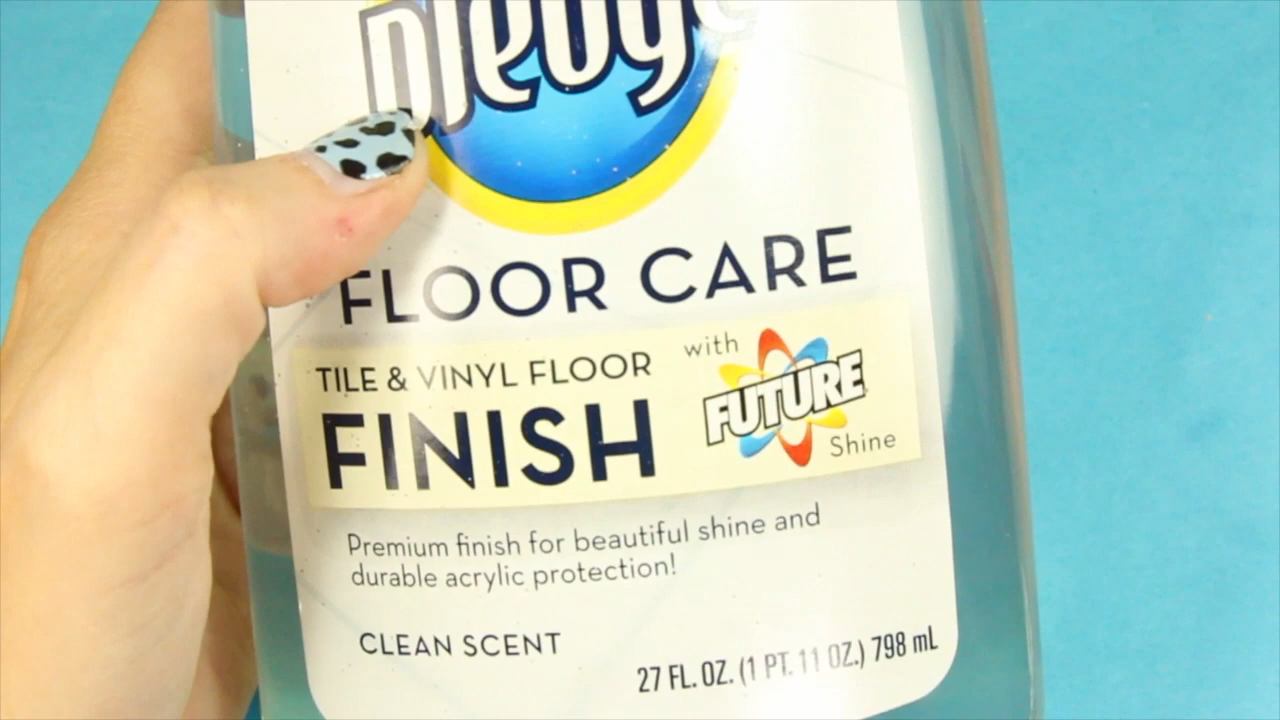 Pledge
FLOOR CARE
TILE & VINYL FLOOR
FINISH
with
FUTURE
Shine
Premium finish for beautiful shine and
durable acrylic protection!
CLEAN SCENT
27 FL. OZ. (1 PT. 11 OZ.) 798 mL